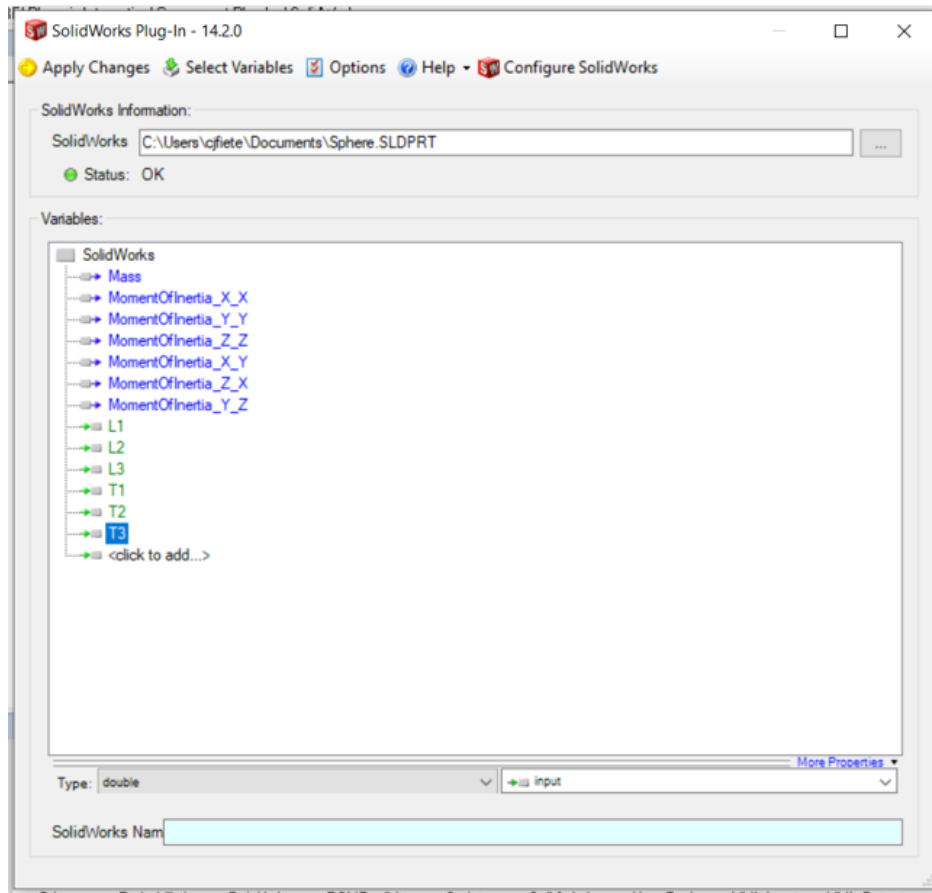 SolidWorks Plug-In - 14.2.0
Apply Changes Select Variables Options Help Configure SolidWorks
SolidWorks Information:
SolidWorks C:\Users\cjfiete\Documents\Sphere.SLDPRT ...
Status: OK
Variables:
SolidWorks
Mass
MomentOfInertia_X_X
MomentOfInertia_Y_Y
MomentOfInertia_Z_Z
MomentOfInertia_X_Y
MomentOfInertia_Z_X
MomentOfInertia_Y_Z
L1
L2
L3
T1
T2
T3
<click to add...>
More Properties
Type: double input
SolidWorks Nam